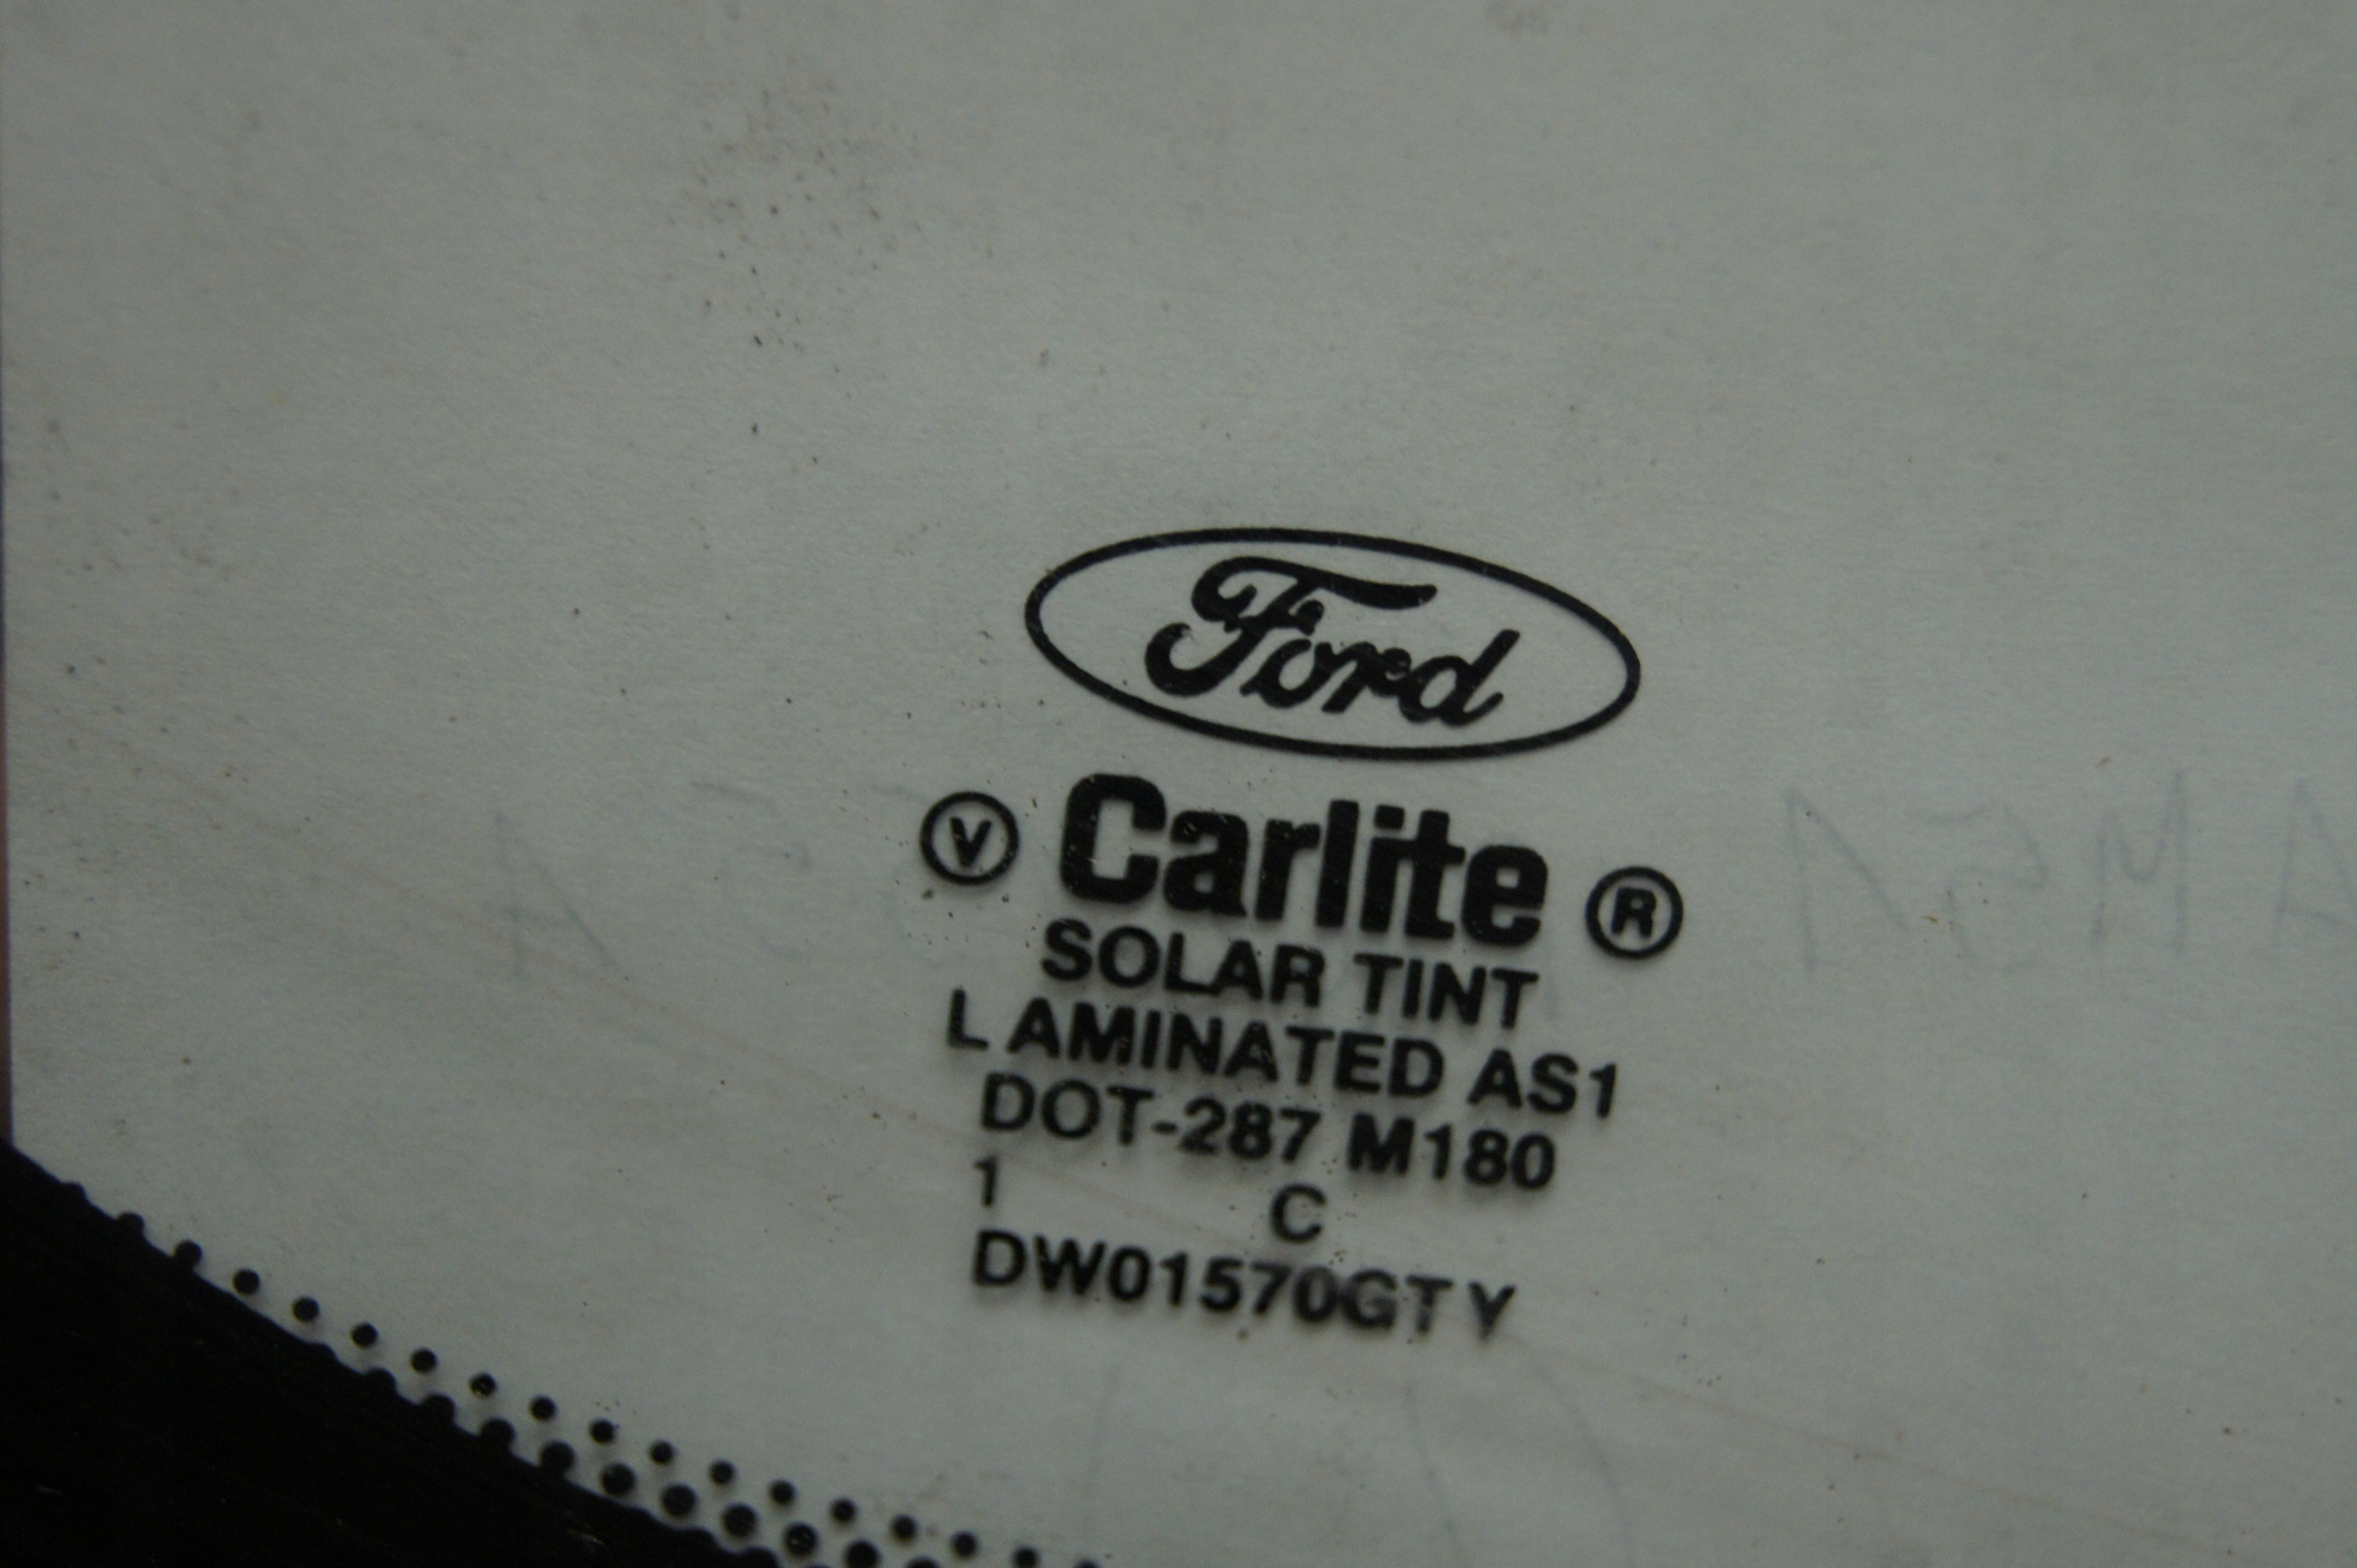 Ford
V Carlite R
SOLAR TINT
LAMINATED AS1
DOT-287 M180
1 C
DW01570GTY